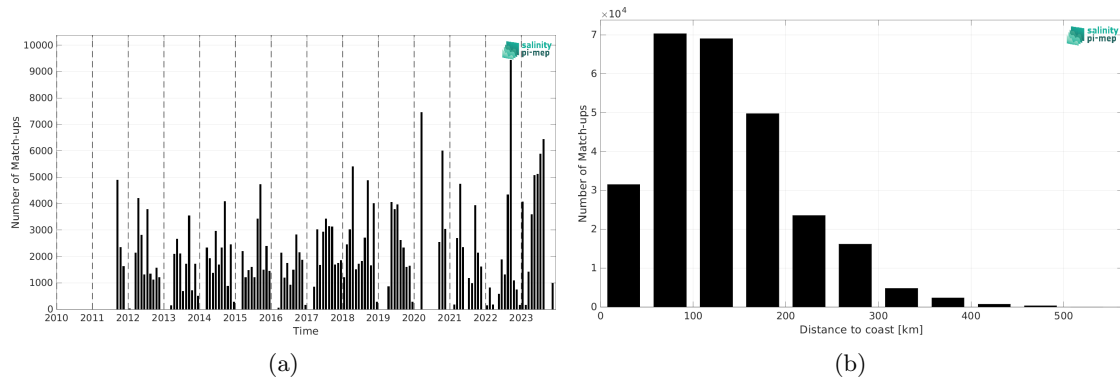 10000
9000
8000
7000
6000
5000
4000
3000
2000
1000
0
Number of Match-ups
2010 2011 2012 2013 2014 2015 2016 2017 2018 2019 2020 2021 2022 2023
Time
salinity
pi-mep
(a)
×10⁴
7
6
5
4
3
2
1
0
Number of Match-ups
0 100 200 300 400 500
Distance to coast [km]
salinity
pi-mep
(b)